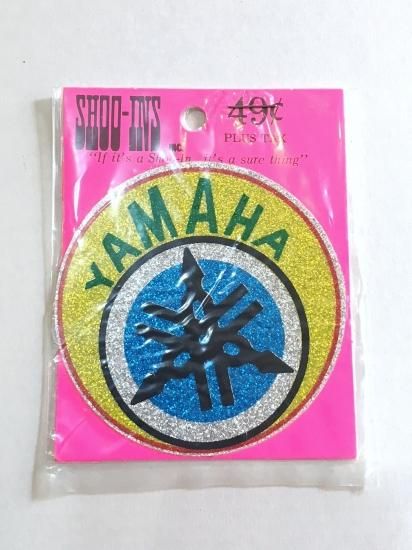 SHOO-INS INC.
49¢
PLUS TAX
"If it's a Shoo-In, it's a sure thing"
YAMAHA